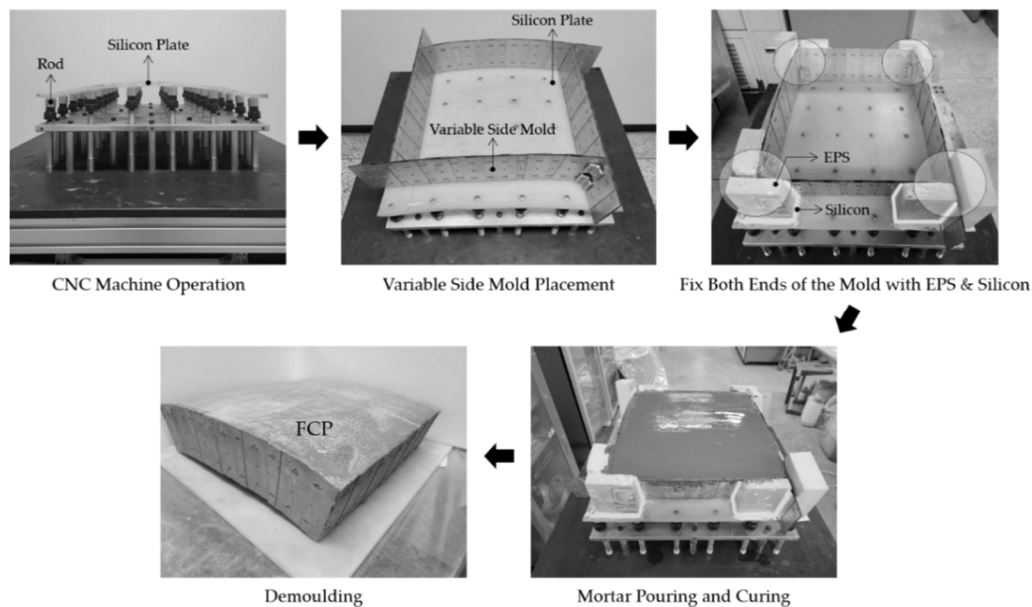 Silicon Plate
Rod
CNC Machine Operation
Silicon Plate
Variable Side Mold
Variable Side Mold Placement
EPS
Silicon
Fix Both Ends of the Mold with EPS & Silicon
FCP
Demoulding
Mortar Pouring and Curing